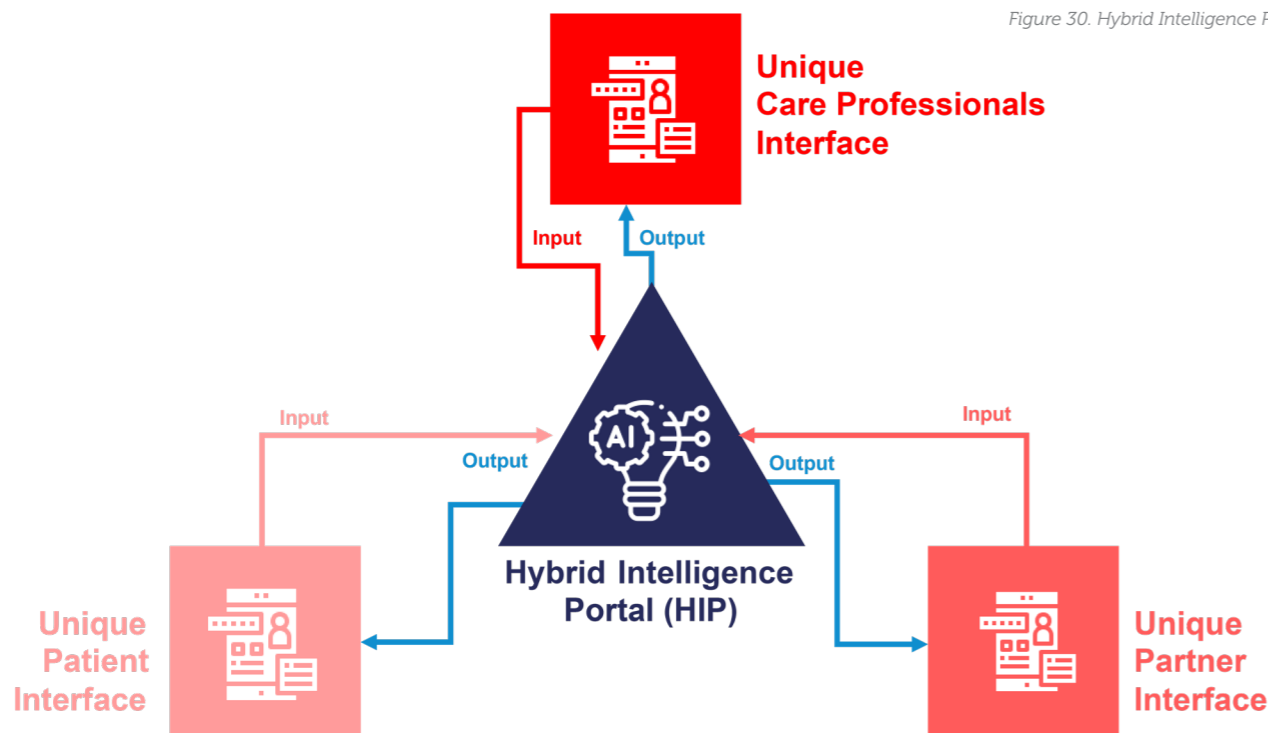 Figure 30. Hybrid Intelligence
Unique
Care Professionals
Interface
Input
Output
Input
Input
Output
Output
AI
Hybrid Intelligence
Portal (HIP)
Unique
Patient
Interface
Unique
Partner
Interface